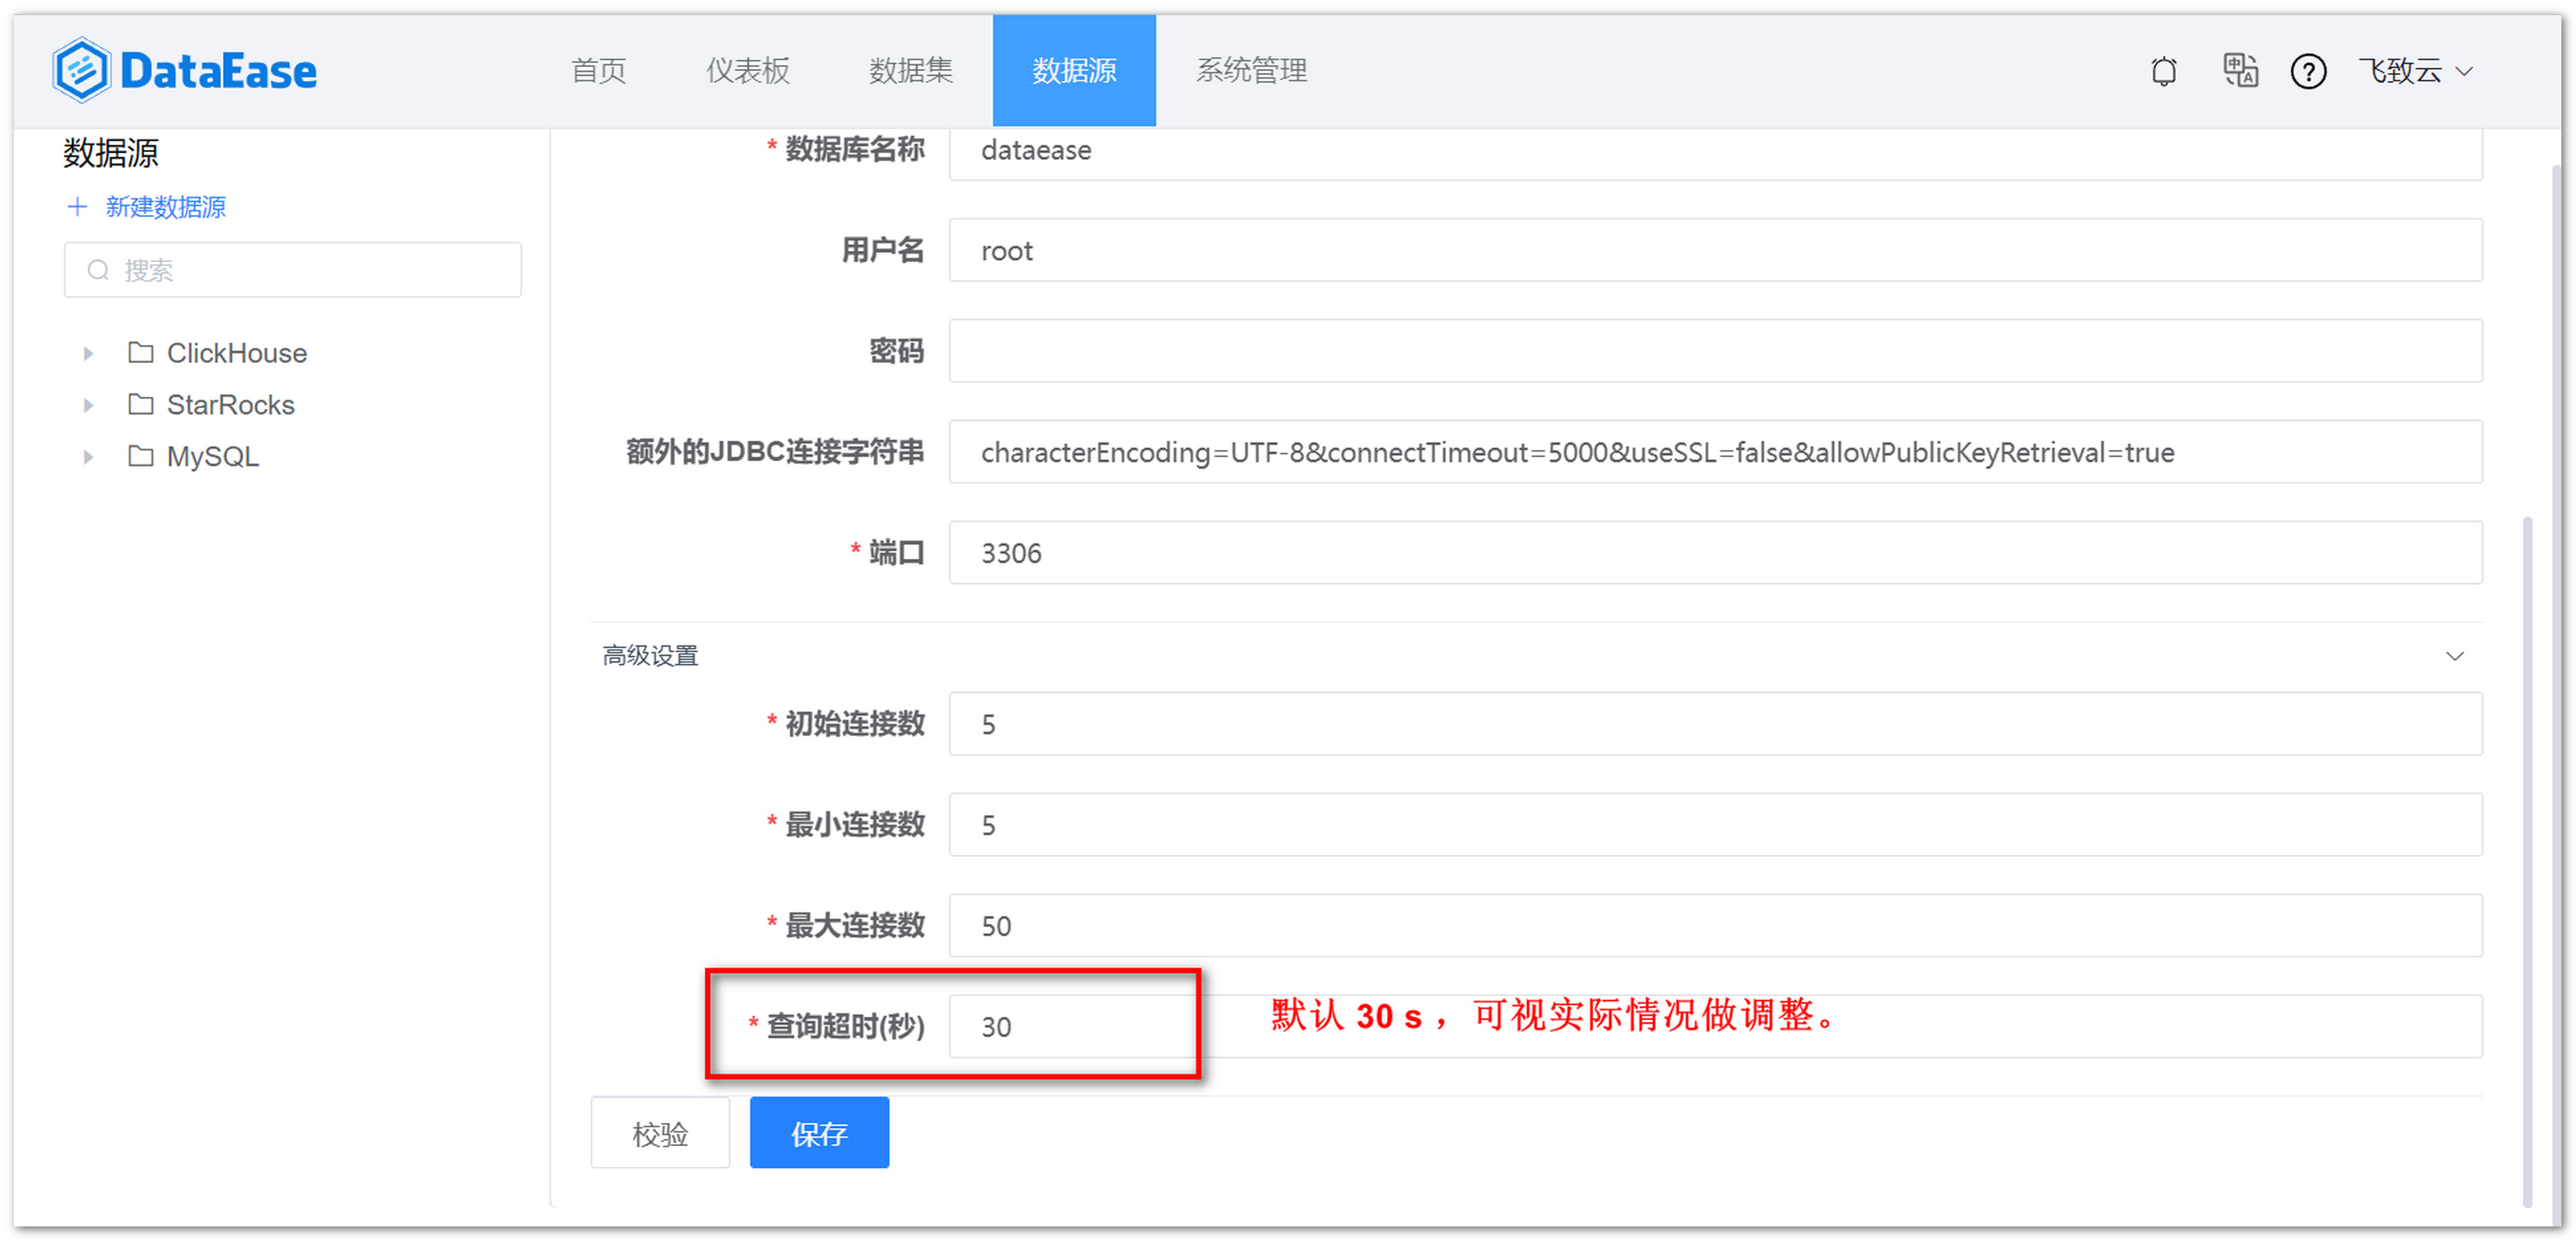 DataEase
首页 仪表板 数据集 数据源 系统管理 飞致云
数据源
新建数据源
搜索
ClickHouse
StarRocks
MySQL
* 数据库名称 dataease
用户名 root
密码
额外的JDBC连接字符串 characterEncoding=UTF-8&connectTimeout=5000&useSSL=false&allowPublicKeyRetrieval=true
* 端口 3306
高级设置
* 初始连接数 5
* 最小连接数 5
* 最大连接数 50
* 查询超时(秒) 30 默认 30 s ，可视实际情况做调整。
校验 保存